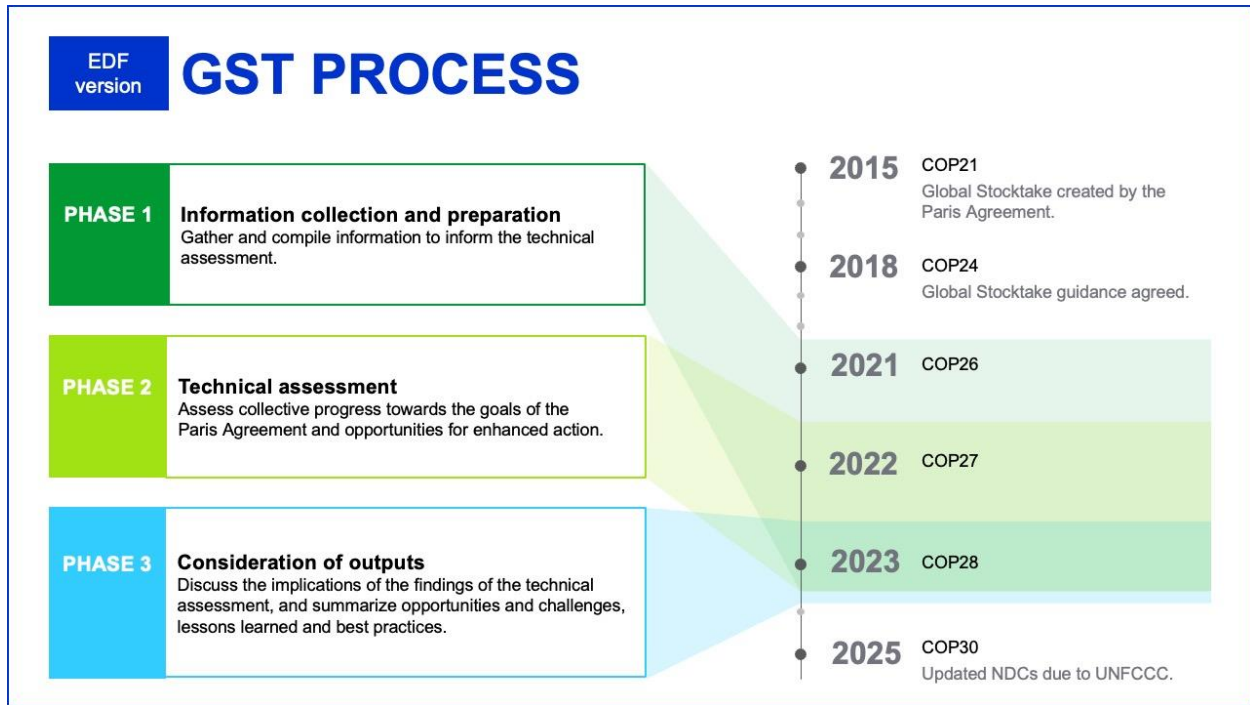 EDF
version
GST PROCESS
PHASE 1
Information collection and preparation
Gather and compile information to inform the technical
assessment.
PHASE 2
Technical assessment
Assess collective progress towards the goals of the
Paris Agreement and opportunities for enhanced action.
PHASE 3
Consideration of outputs
Discuss the implications of the findings of the technical
assessment, and summarize opportunities and challenges,
lessons learned and best practices.
2015 COP21
Global Stocktake created by the
Paris Agreement.
2018 COP24
Global Stocktake guidance agreed.
2021 COP26
2022 COP27
2023 COP28
2025 COP30
Updated NDCs due to UNFCCC.